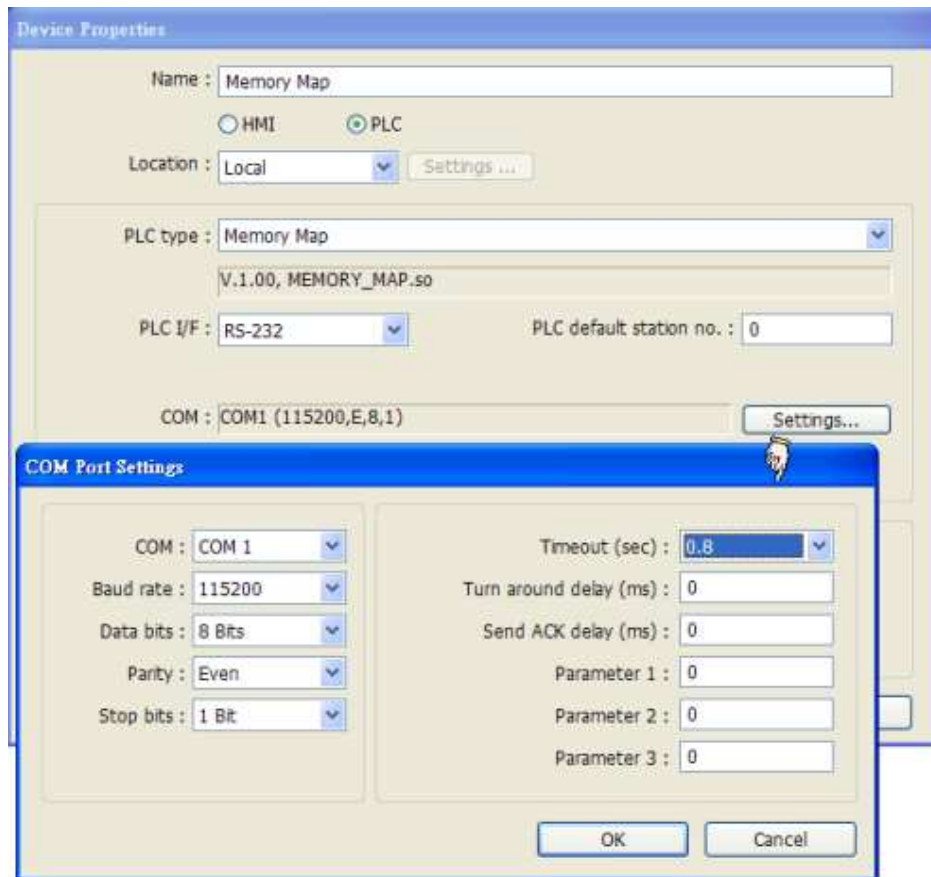 Device Properties
Name : Memory Map
HMI PLC
Location : Local Settings ...
PLC type : Memory Map
V.1.00, MEMORY_MAP.so
PLC I/F : RS-232 PLC default station no. : 0
COM : COM1 (115200,E,8,1) Settings...
COM Port Settings
COM : COM 1 Timeout (sec) : 0.8
Baud rate : 115200 Turn around delay (ms) : 0
Data bits : 8 Bits Send ACK delay (ms) : 0
Parity : Even Parameter 1 : 0
Stop bits : 1 Bit Parameter 2 : 0
Parameter 3 : 0
OK Cancel